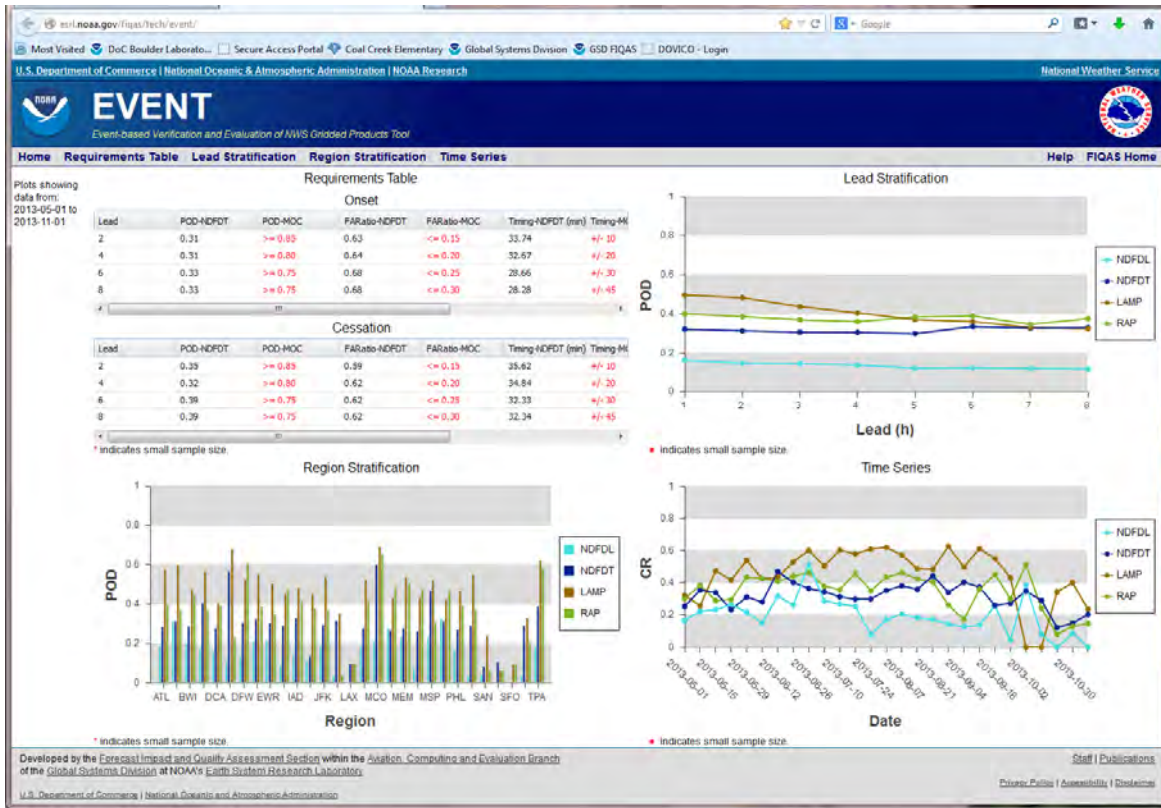 esrl.noaa.gov/fiqas/tech/event/
Google
Most Visited DoC Boulder Laborato... Secure Access Portal Coal Creek Elementary Global Systems Division GSD FIQAS DOVICO - Login
U.S. Department of Commerce | National Oceanic & Atmospheric Administration | NOAA Research National Weather Service
noaa
EVENT
Event-based Verification and Evaluation of NWS Gridded Products Tool
NATIONAL WEATHER SERVICE
Home Requirements Table Lead Stratification Region Stratification Time Series Help FIQAS Home
Plots showing
data from:
2013-05-01 to
2013-11-01
Requirements Table
Onset
Lead POD-NDFDT POD-MOC FARatio-NDFDT FARatio-MOC Timing-NDFDT (min) Timing-M
2 0.31 >= 0.85 0.63 <= 0.15 33.74 +/- 10
4 0.31 >= 0.80 0.64 <= 0.20 32.67 +/- 20
6 0.33 >= 0.75 0.68 <= 0.25 28.66 +/- 30
8 0.33 >= 0.75 0.68 <= 0.30 28.28 +/- 45
Cessation
Lead POD-NDFDT POD-MOC FARatio-NDFDT FARatio-MOC Timing-NDFDT (min) Timing-M
2 0.35 >= 0.85 0.59 <= 0.15 35.62 +/- 10
4 0.32 >= 0.80 0.62 <= 0.20 34.84 +/- 20
6 0.39 >= 0.75 0.62 <= 0.25 32.33 +/- 30
8 0.39 >= 0.75 0.62 <= 0.30 32.34 +/- 45
* indicates small sample size.
Lead Stratification
POD
1
0.8
0.6
0.4
0.2
0
1 2 3 4 5 6 7 8
Lead (h)
NDFDL
NDFDT
LAMP
RAP
* indicates small sample size.
Region Stratification
POD
1
0.8
0.6
0.4
0.2
0
ATL BWI DCA DFW EWR IAD JFK LAX MCO MEM MSP PHL SAN SFO TPA
Region
NDFDL
NDFDT
LAMP
RAP
* indicates small sample size.
Time Series
CR
1
0.8
0.6
0.4
0.2
0
2013-05-01 2013-05-15 2013-05-29 2013-06-12 2013-06-26 2013-07-10 2013-07-24 2013-08-07 2013-08-21 2013-09-04 2013-09-18 2013-10-02 2013-10-30
Date
NDFDL
NDFDT
LAMP
RAP
* indicates small sample size.
Developed by the Forecast Impact and Quality Assessment Section within the Aviation, Computing and Evaluation Branch
of the Global Systems Division at NOAA's Earth System Research Laboratory
Staff | Publications
Privacy Policy | Accessibility | Disclaimer
U.S. Department of Commerce | National Oceanic and Atmospheric Administration